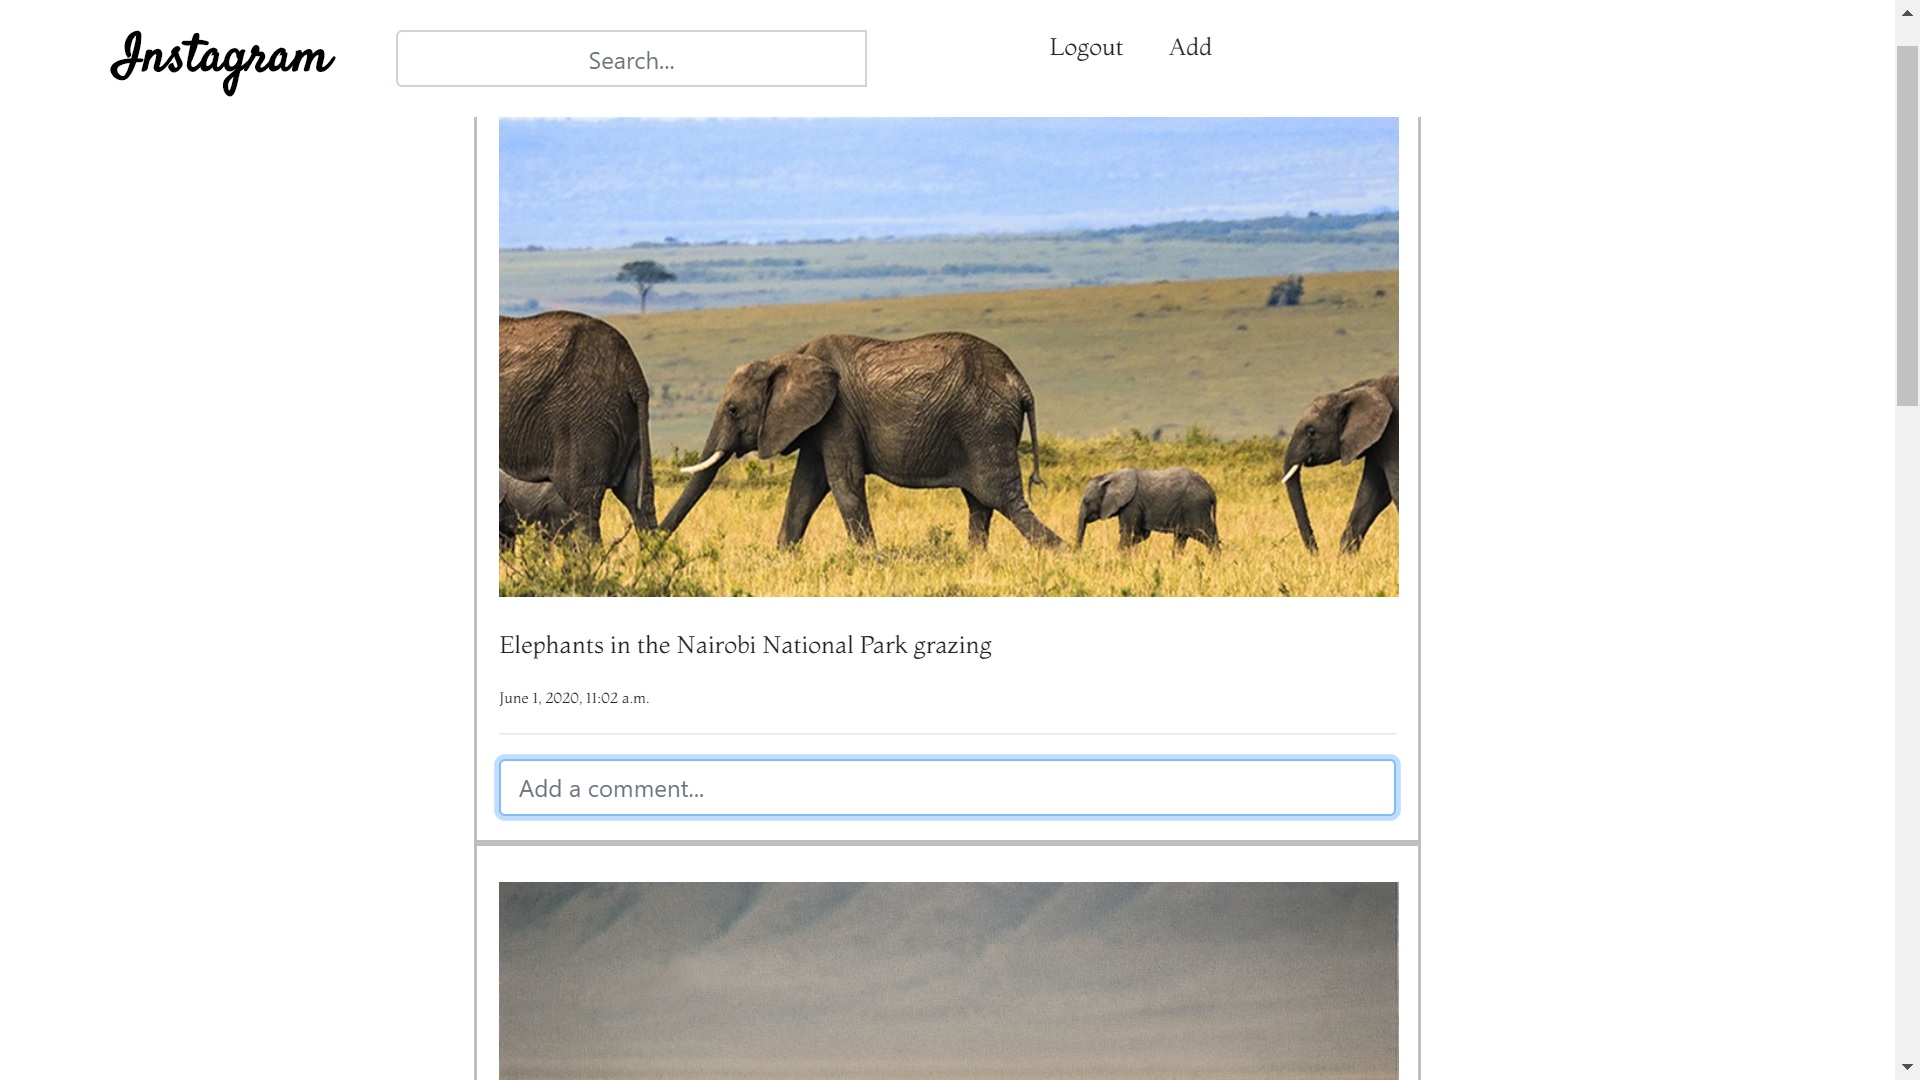 Instagram
Search...
Logout
Add
Elephants in the Nairobi National Park grazing
June 1, 2020, 11:02 a.m.
Add a comment...